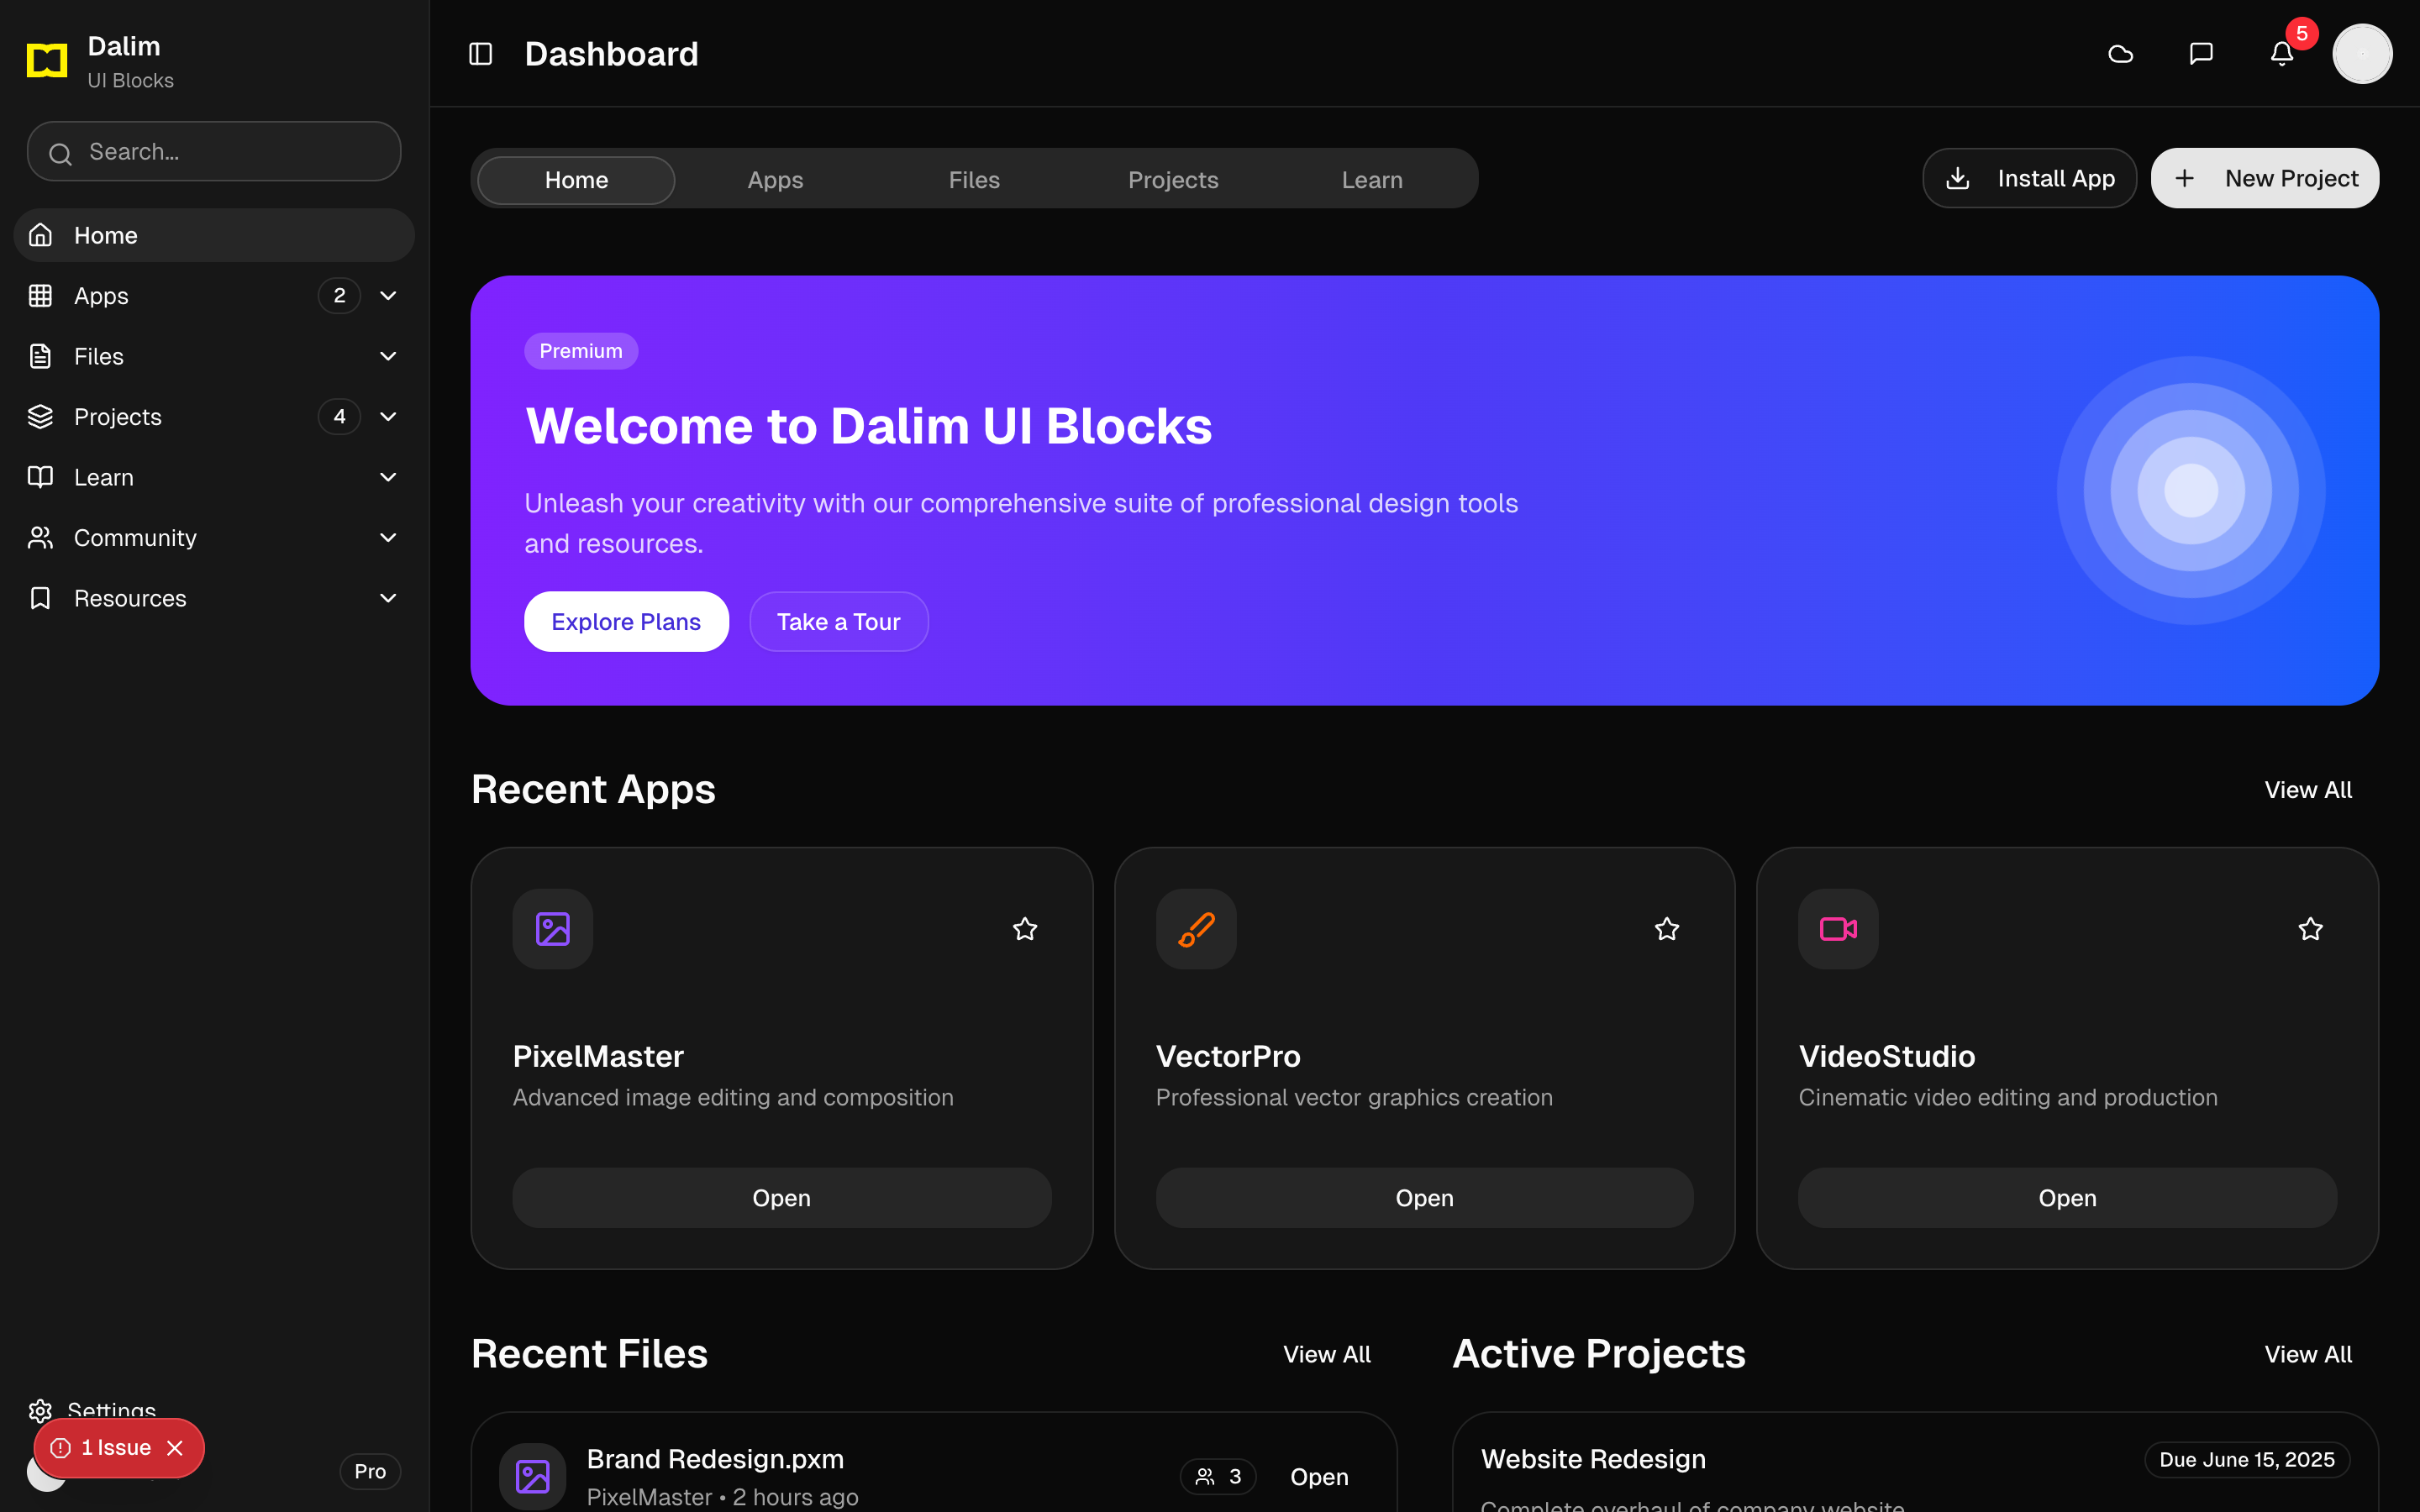 Dalim
UI Blocks
Search...
Home
Apps 2
Files
Projects 4
Learn
Community
Resources
Settings
1 Issue
Pro
Dashboard
5
Home Apps Files Projects Learn
Install App
New Project
Premium
Welcome to Dalim UI Blocks
Unleash your creativity with our comprehensive suite of professional design tools
and resources.
Explore Plans
Take a Tour
Recent Apps
View All
PixelMaster
Advanced image editing and composition
Open
VectorPro
Professional vector graphics creation
Open
VideoStudio
Cinematic video editing and production
Open
Recent Files
View All
Brand Redesign.pxm
PixelMaster • 2 hours ago
3
Open
Active Projects
View All
Website Redesign
Due June 15, 2025
Complete overhaul of company website